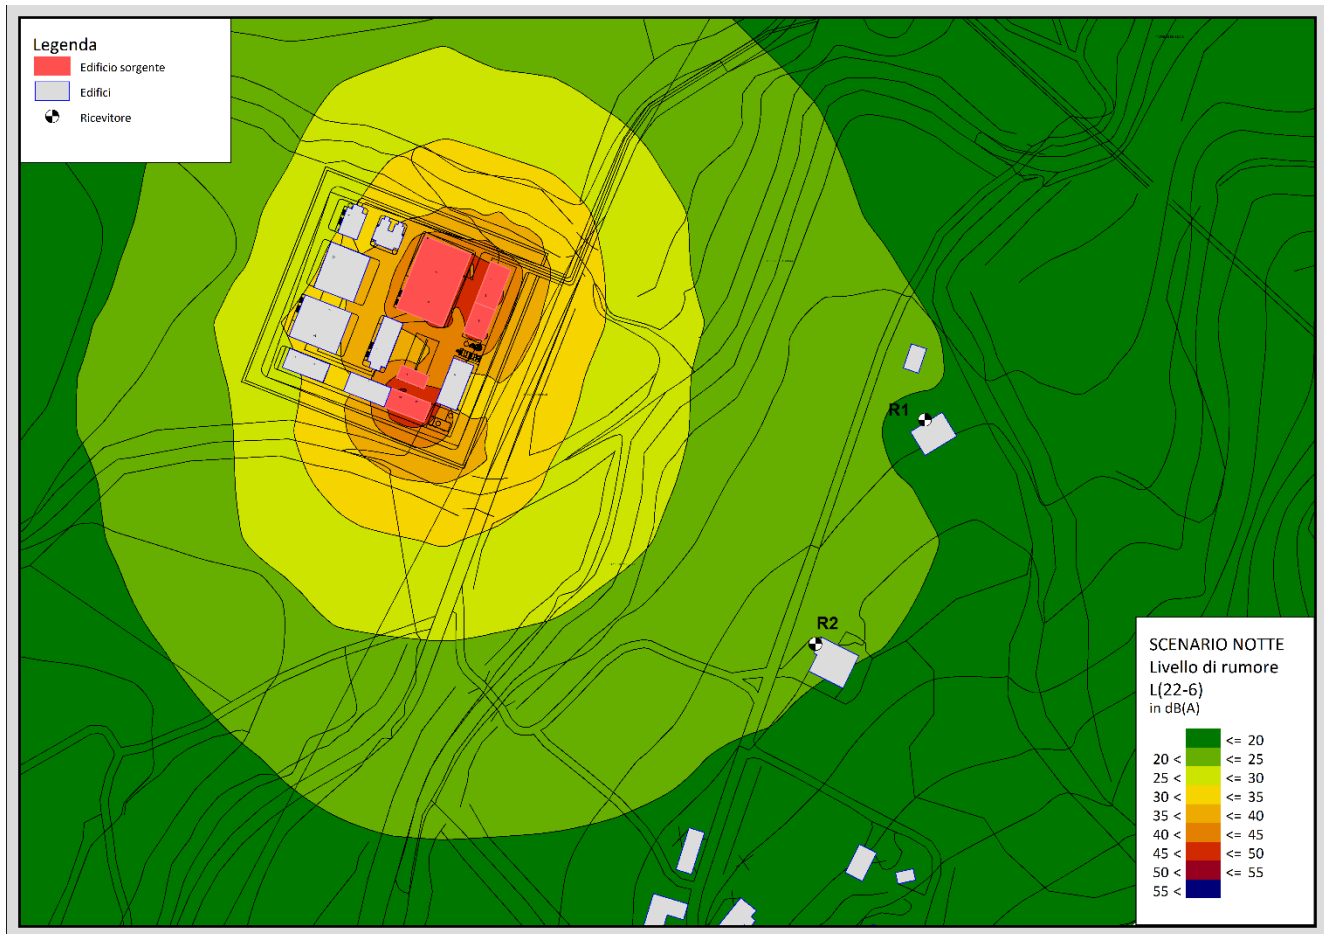 Legenda
Edificio sorgente
Edifici
Ricevitore
R1
R2
SCENARIO NOTTE
Livello di rumore
L(22-6)
in dB(A)
<= 20
20 < <= 25
25 < <= 30
30 < <= 35
35 < <= 40
40 < <= 45
45 < <= 50
50 < <= 55
55 <